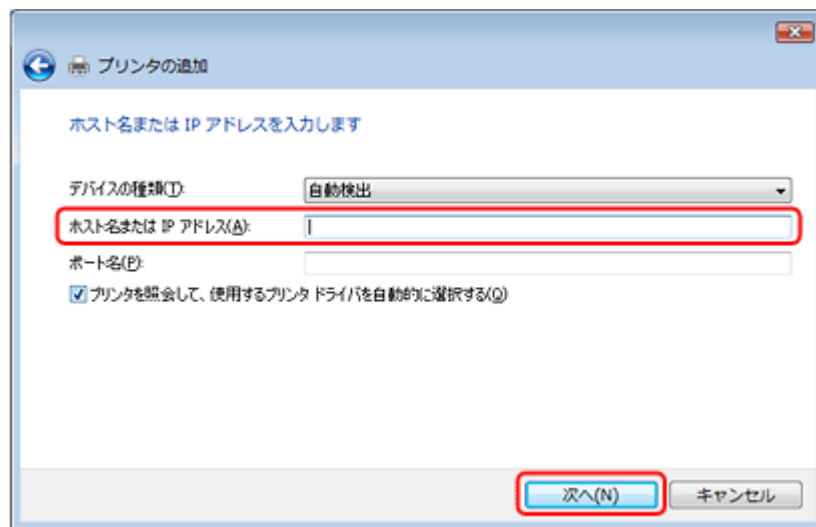 プリンタの追加
ホスト名または IP アドレスを入力します
デバイスの種類(T): 自動検出
ホスト名または IP アドレス(A):
ポート名(P):
プリンタを照会して、使用するプリンタ ドライバを自動的に選択する(Q)
次へ(N) キャンセル